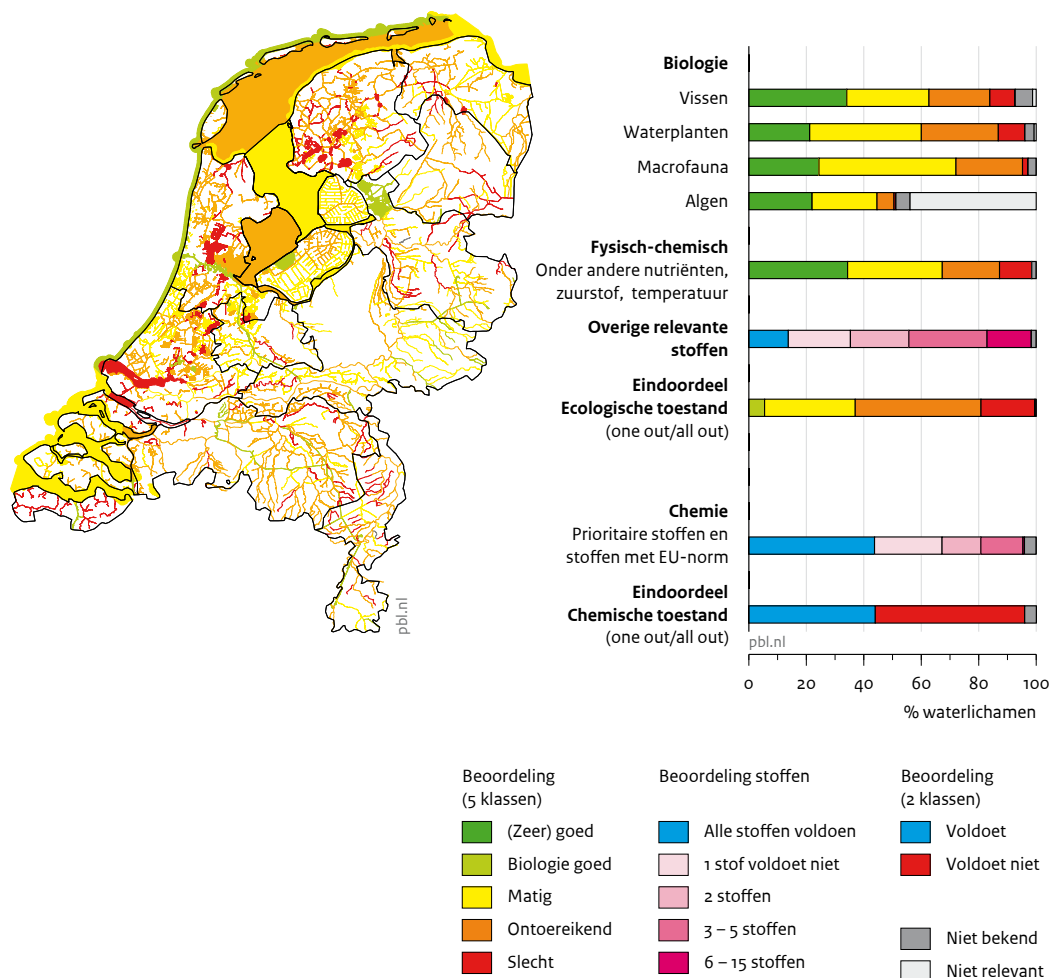 pbl.nl
Biologie
Vissen
Waterplanten
Macrofauna
Algen
Fysisch-chemisch
Onder andere nutriënten,
zuurstof, temperatuur
Overige relevante
stoffen
Eindoordeel
Ecologische toestand
(one out/all out)
Chemie
Prioritaire stoffen en
stoffen met EU-norm
Eindoordeel
Chemische toestand
(one out/all out)
pbl.nl
0 20 40 60 80 100
% waterlichamen
Beoordeling
(5 klassen)
(Zeer) goed
Biologie goed
Matig
Ontoereikend
Slecht
Beoordeling stoffen
Alle stoffen voldoen
1 stof voldoet niet
2 stoffen
3 – 5 stoffen
6 – 15 stoffen
Beoordeling
(2 klassen)
Voldoet
Voldoet niet
Niet bekend
Niet relevant